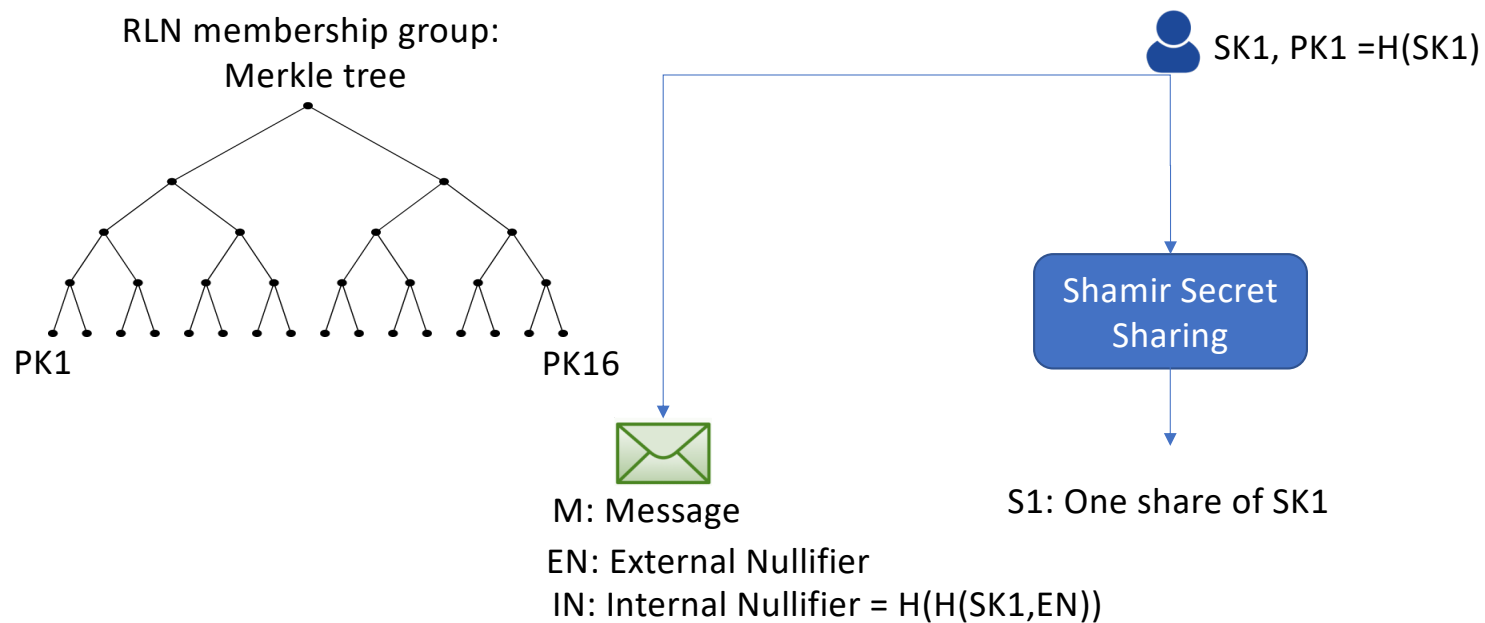 RLN membership group:
Merkle tree
PK1
PK16
SK1, PK1 =H(SK1)
Shamir Secret
Sharing
S1: One share of SK1
M: Message
EN: External Nullifier
IN: Internal Nullifier = H(H(SK1,EN))